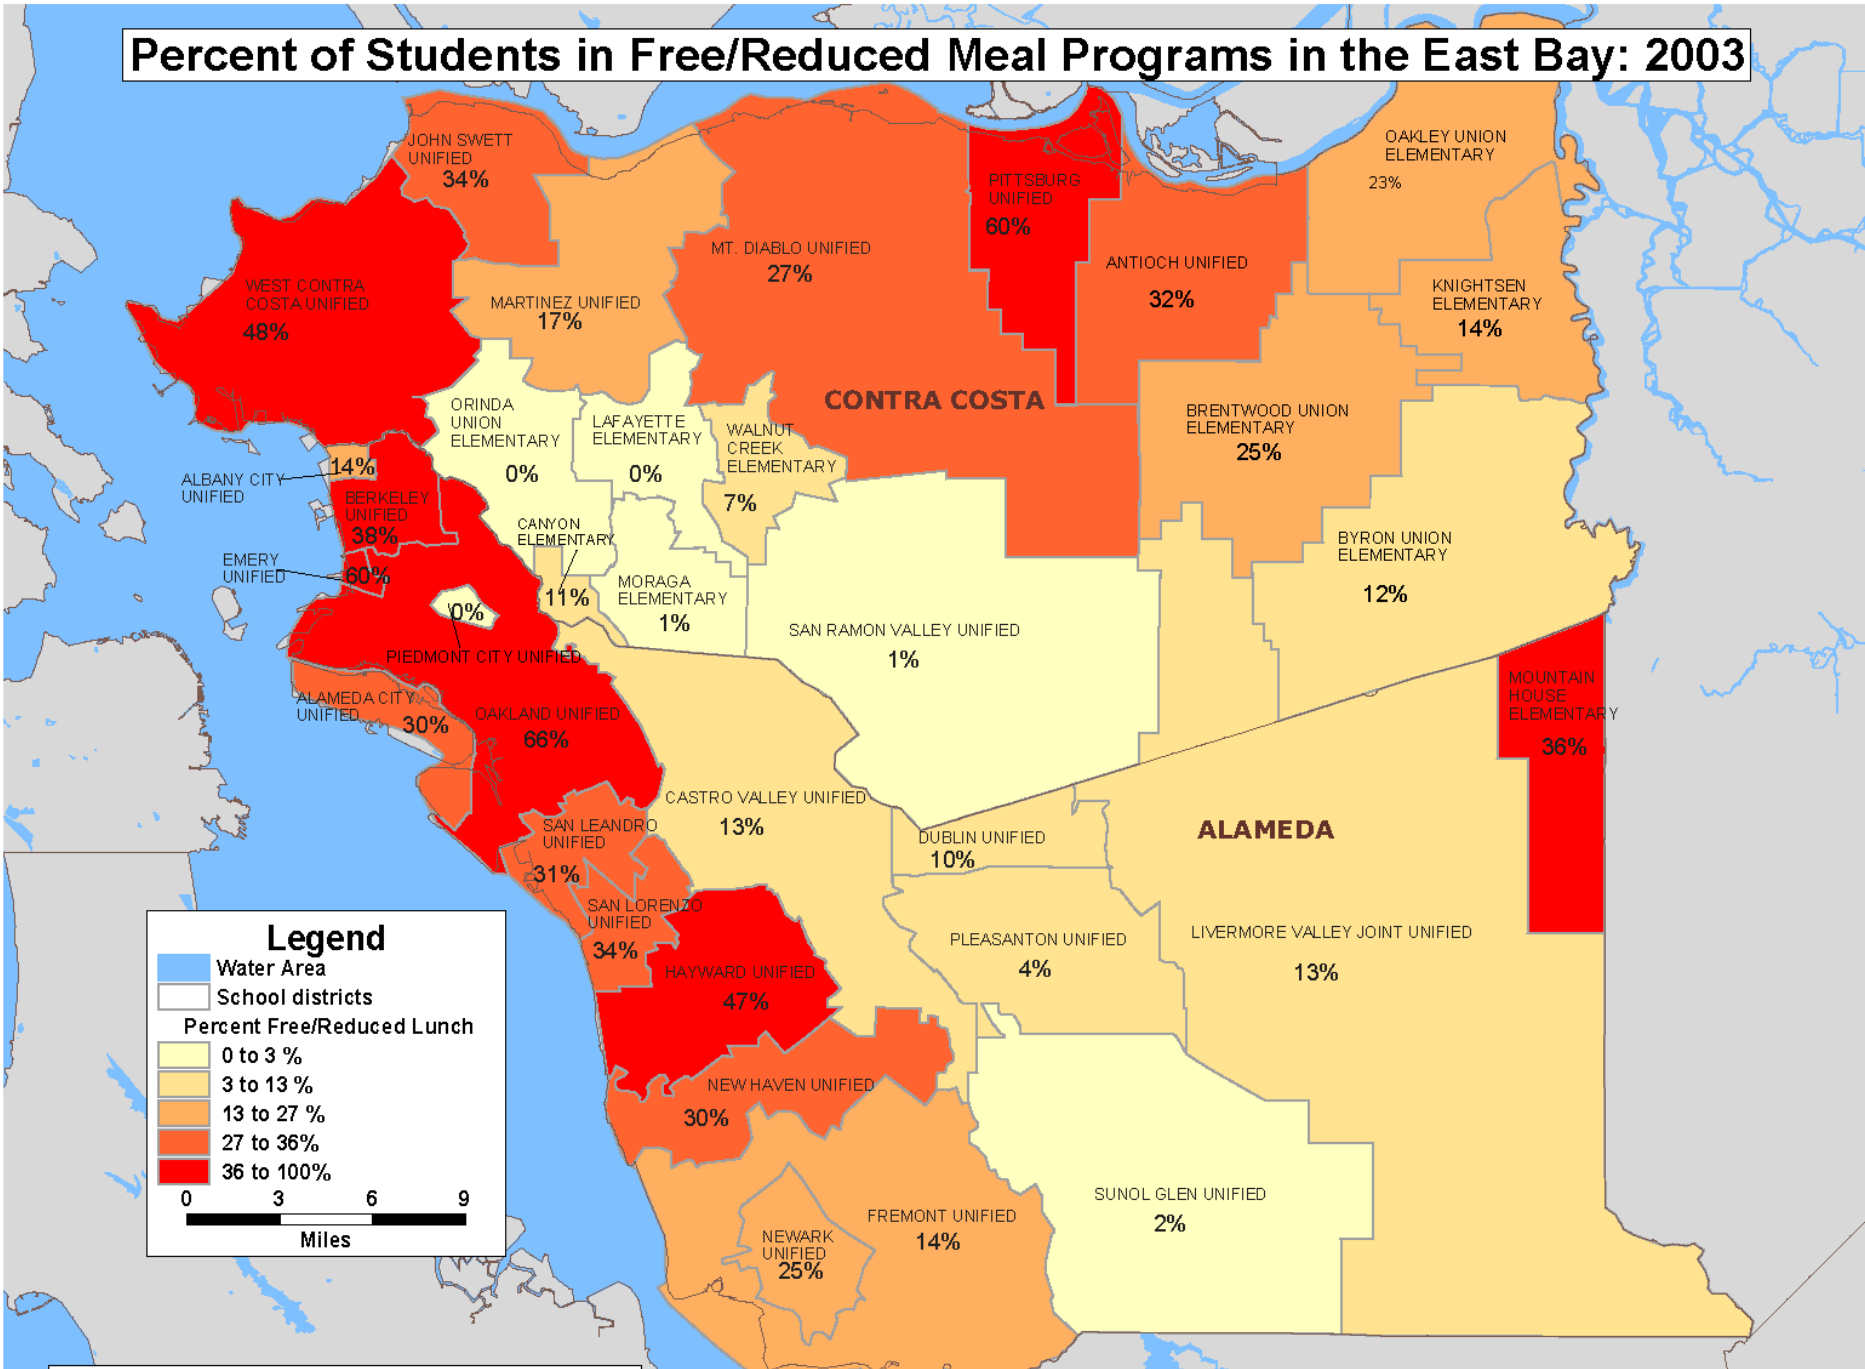 Percent of Students in Free/Reduced Meal Programs in the East Bay: 2003
JOHN SWETT
UNIFIED
34%
OAKLEY UNION
ELEMENTARY
23%
PITTSBURG
UNIFIED
60%
MT. DIABLO UNIFIED
27%
ANTIOCH UNIFIED
32%
WEST CONTRA
COSTA UNIFIED
48%
MARTINEZ UNIFIED
17%
KNIGHTSEN
ELEMENTARY
14%
CONTRA COSTA
ORINDA
UNION
ELEMENTARY
0%
LAFAYETTE
ELEMENTARY
0%
WALNUT
CREEK
ELEMENTARY
7%
BRENTWOOD UNION
ELEMENTARY
25%
14%
ALBANY CITY
UNIFIED
BERKELEY
UNIFIED
38%
CANYON
ELEMENTARY
11%
BYRON UNION
ELEMENTARY
12%
EMERY
UNIFIED
60%
0%
PIEDMONT CITY UNIFIED
MORAGA
ELEMENTARY
1%
SAN RAMON VALLEY UNIFIED
1%
MOUNTAIN
HOUSE
ELEMENTARY
36%
ALAMEDA CITY
UNIFIED
30%
OAKLAND UNIFIED
66%
CASTRO VALLEY UNIFIED
13%
SAN LEANDRO
UNIFIED
31%
DUBLIN UNIFIED
10%
ALAMEDA
SAN LORENZO
UNIFIED
34%
PLEASANTON UNIFIED
4%
LIVERMORE VALLEY JOINT UNIFIED
13%
HAYWARD UNIFIED
47%
NEW HAVEN UNIFIED
30%
SUNOL GLEN UNIFIED
2%
FREMONT UNIFIED
14%
NEWARK
UNIFIED
25%
Legend
Water Area
School districts
Percent Free/Reduced Lunch
0 to 3 %
3 to 13 %
13 to 27 %
27 to 36%
36 to 100%
0 3 6 9
Miles